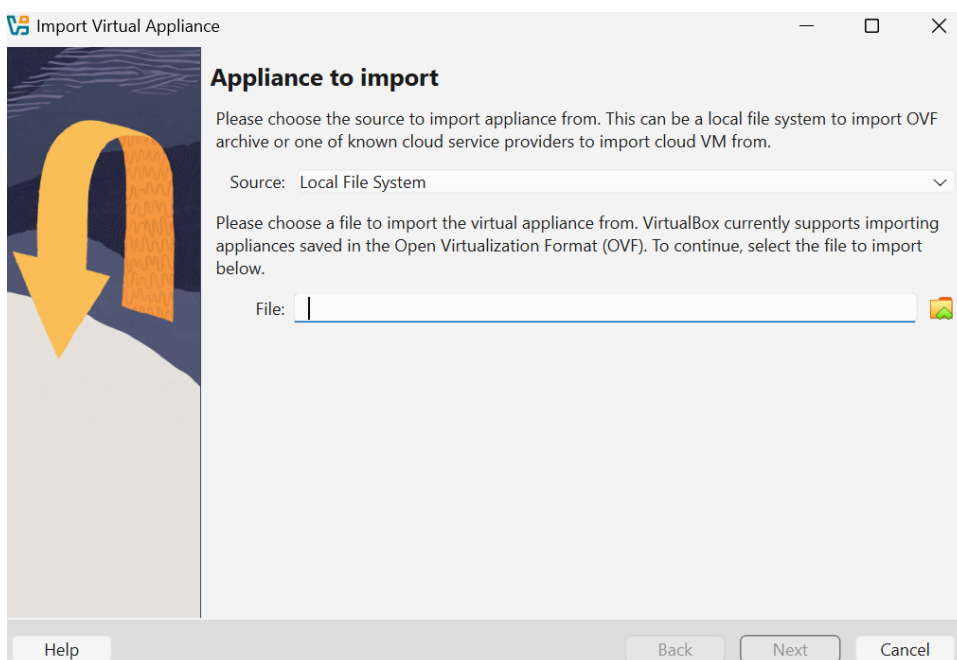 Import Virtual Appliance
Appliance to import
Please choose the source to import appliance from. This can be a local file system to import OVF
archive or one of known cloud service providers to import cloud VM from.
Source: Local File System
Please choose a file to import the virtual appliance from. VirtualBox currently supports importing
appliances saved in the Open Virtualization Format (OVF). To continue, select the file to import
below.
File:
Help Back Next Cancel